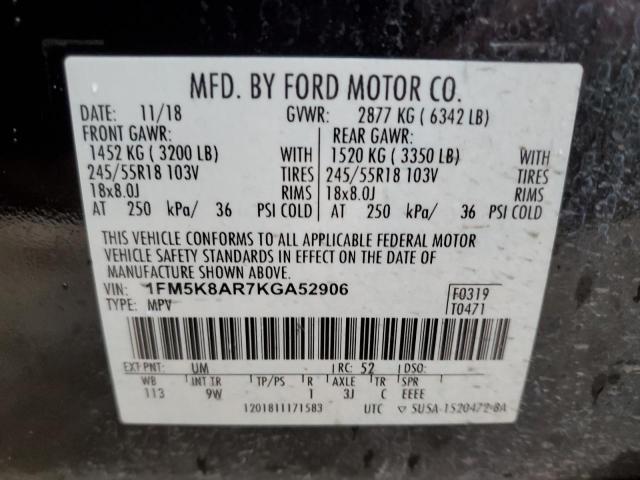 MFD. BY FORD MOTOR CO.
DATE: 11/18 GVWR: 2877 KG ( 6342 LB)
FRONT GAWR: REAR GAWR:
1452 KG ( 3200 LB) WITH 1520 KG ( 3350 LB) WITH
245/55R18 103V TIRES 245/55R18 103V TIRES
18x8.0J RIMS 18x8.0J RIMS
AT 250 kPa/ 36 PSI COLD AT 250 kPa/ 36 PSI COLD
THIS VEHICLE CONFORMS TO ALL APPLICABLE FEDERAL MOTOR
VEHICLE SAFETY STANDARDS IN EFFECT ON THE DATE OF
MANUFACTURE SHOWN ABOVE.
VIN: 1FM5K8AR7KGA52906 F0319
TYPE: MPV T0471
EXT PNT: UM RC: 52 DSO:
WB INT TR TP/PS R AXLE TR SPR
113 9W 1 3J C EEEE
1201811171583 UTC ▽ 5USA-1520472-BA